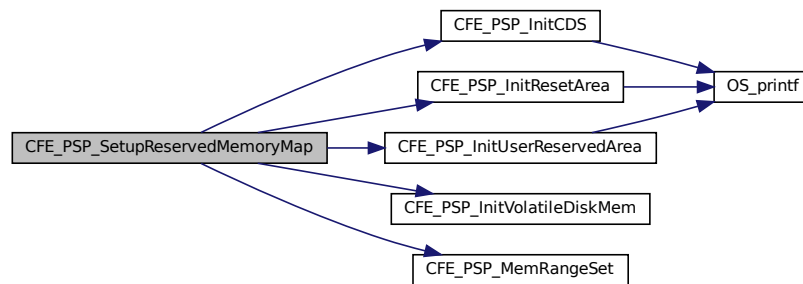 CFE_PSP_SetupReservedMemoryMap
CFE_PSP_InitCDS
CFE_PSP_InitResetArea
CFE_PSP_InitUserReservedArea
CFE_PSP_InitVolatileDiskMem
CFE_PSP_MemRangeSet
OS_printf